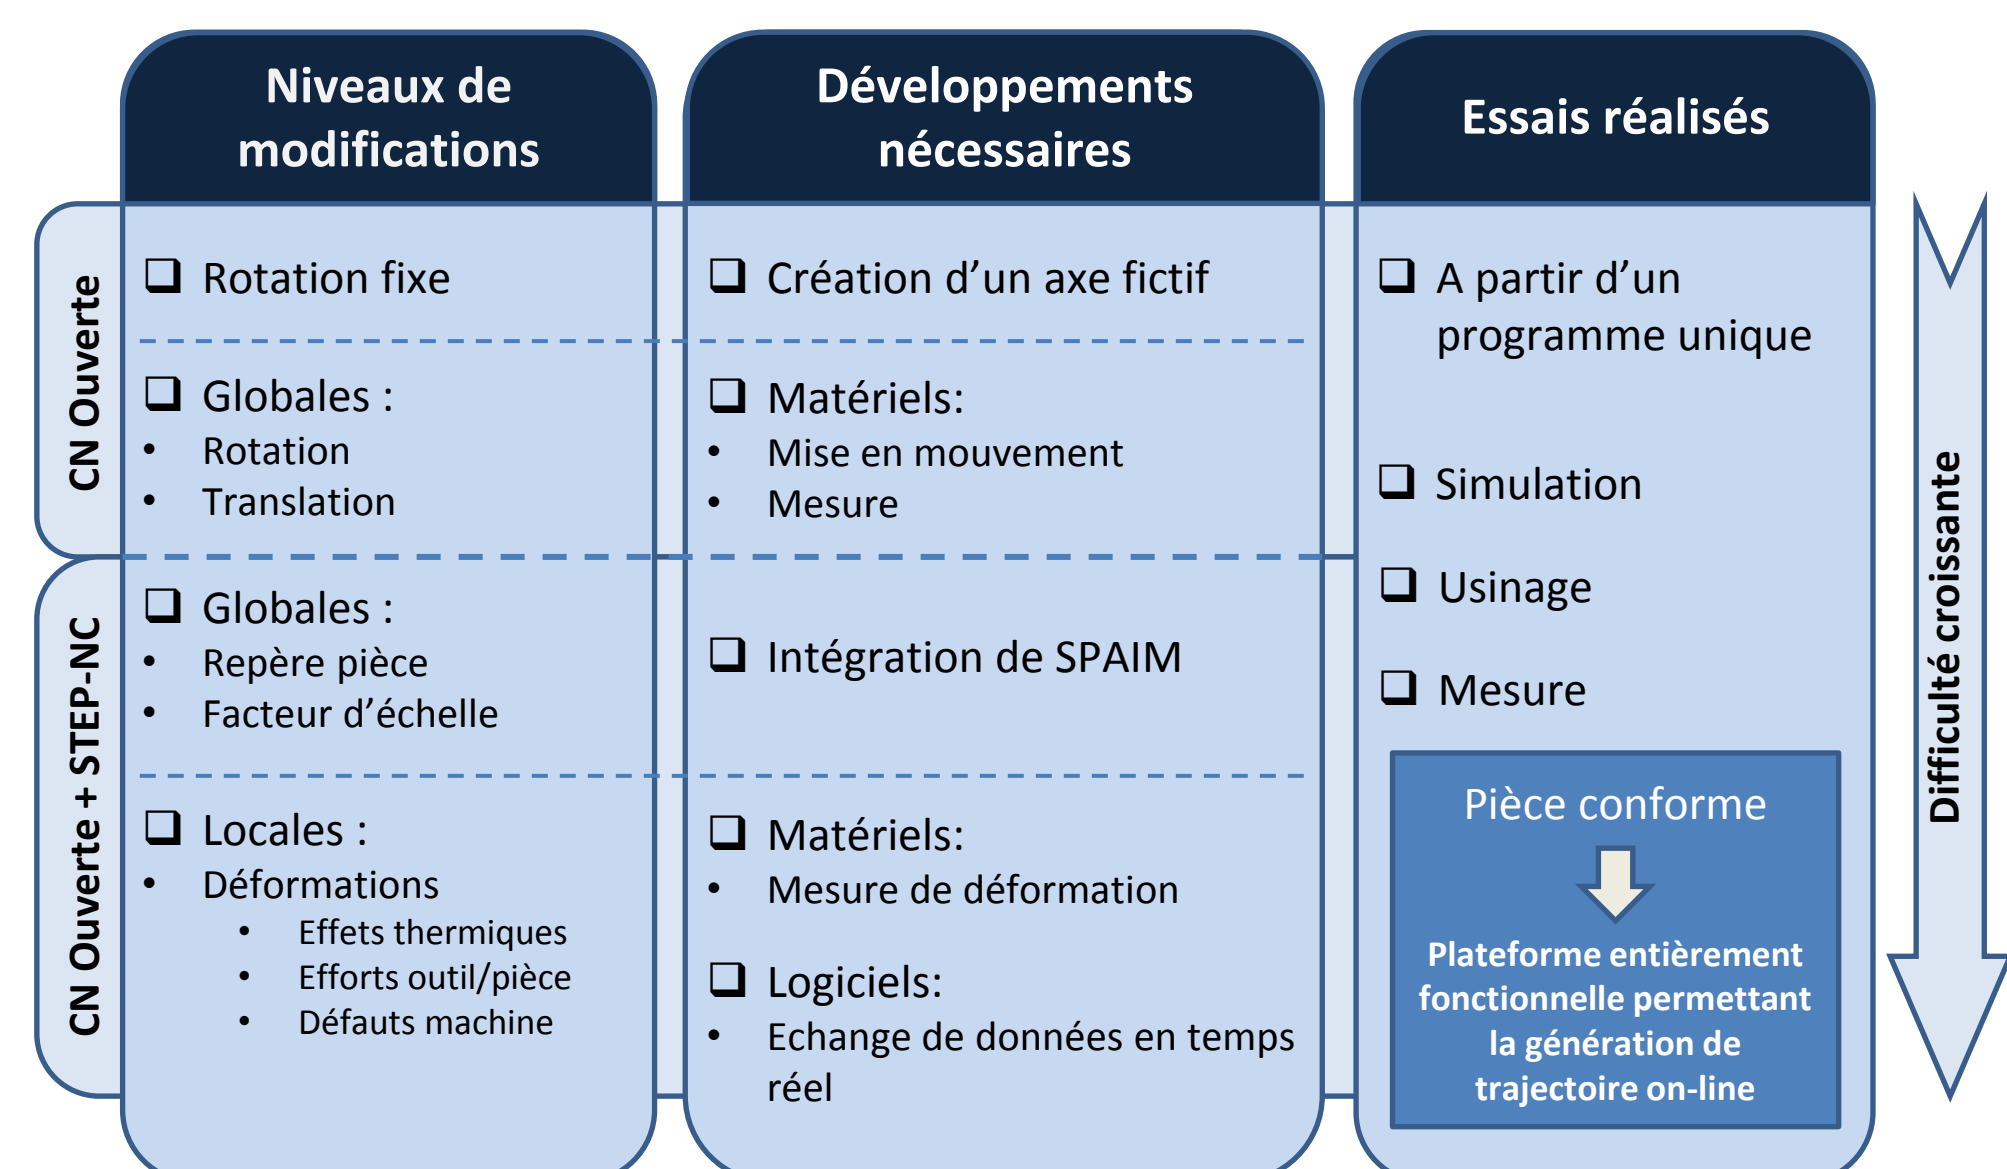 Niveaux de
modifications
Développements
nécessaires
Essais réalisés
CN Ouverte
Rotation fixe
Globales :
• Rotation
• Translation
CN Ouverte + STEP-NC
Globales :
• Repère pièce
• Facteur d’échelle
Locales :
• Déformations
• Effets thermiques
• Efforts outil/pièce
• Défauts machine
Création d’un axe fictif
Matériels:
• Mise en mouvement
• Mesure
Intégration de SPAIM
Matériels:
• Mesure de déformation
Logiciels:
• Echange de données en temps
réel
A partir d’un
programme unique
Simulation
Usinage
Mesure
Pièce conforme
Plateforme entièrement
fonctionnelle permettant
la génération de
trajectoire on-line
Difficulté croissante